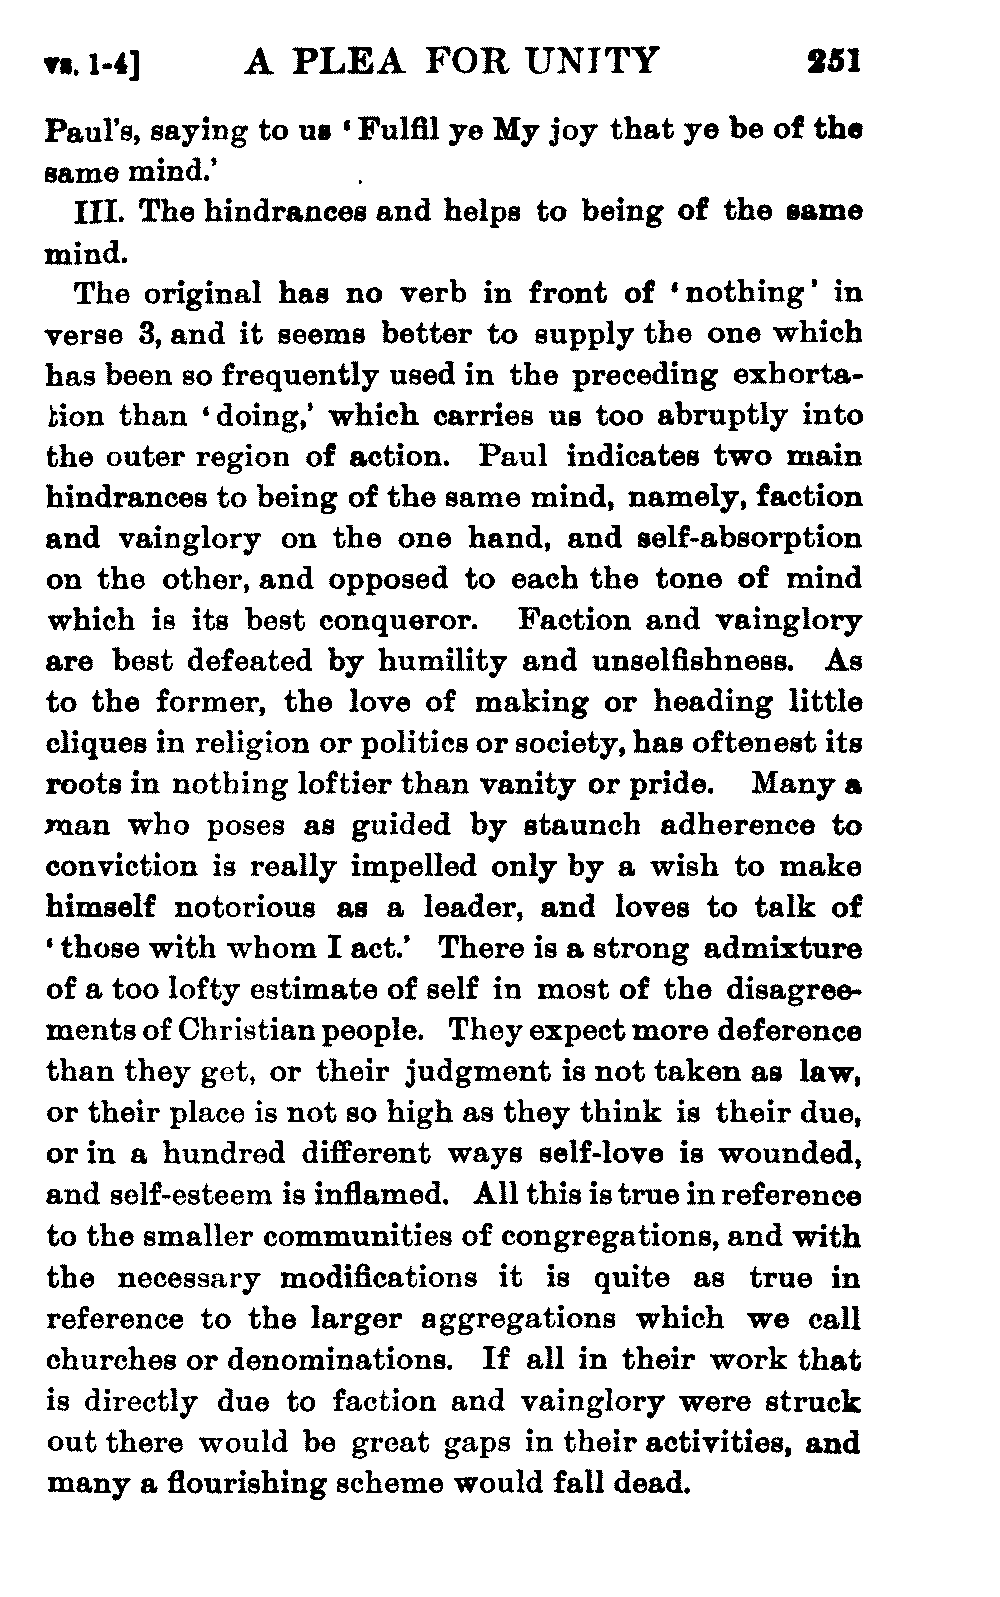 vs. 1-4] A PLEA FOR UNITY 251
Paul's, saying to us ‘Fulfil ye My joy that ye be of the
same mind.’
III. The hindrances and helps to being of the same
mind.
The original has no verb in front of ‘nothing’ in
verse 3, and it seems better to supply the one which
has been so frequently used in the preceding exhorta-
tion than ‘doing,’ which carries us too abruptly into
the outer region of action. Paul indicates two main
hindrances to being of the same mind, namely, faction
and vainglory on the one hand, and self-absorption
on the other, and opposed to each the tone of mind
which is its best conqueror. Faction and vainglory
are best defeated by humility and unselfishness. As
to the former, the love of making or heading little
cliques in religion or politics or society, has oftenest its
roots in nothing loftier than vanity or pride. Many a
man who poses as guided by staunch adherence to
conviction is really impelled only by a wish to make
himself notorious as a leader, and loves to talk of
‘those with whom I act.’ There is a strong admixture
of a too lofty estimate of self in most of the disagree-
ments of Christian people. They expect more deference
than they get, or their judgment is not taken as law,
or their place is not so high as they think is their due,
or in a hundred different ways self-love is wounded,
and self-esteem is inflamed. All this is true in reference
to the smaller communities of congregations, and with
the necessary modifications it is quite as true in
reference to the larger aggregations which we call
churches or denominations. If all in their work that
is directly due to faction and vainglory were struck
out there would be great gaps in their activities, and
many a flourishing scheme would fall dead.